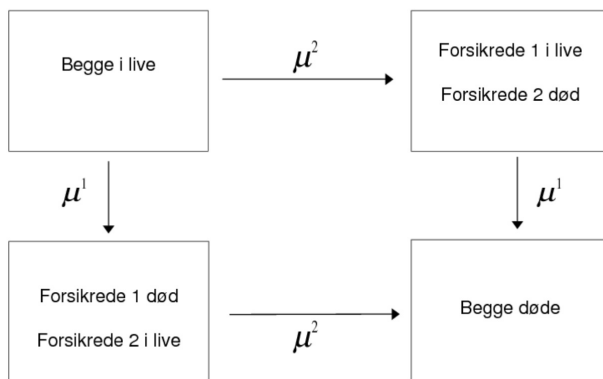 Begge i live
μ²
Forsikrede 1 i live
Forsikrede 2 død
μ¹
μ¹
Forsikrede 1 død
Forsikrede 2 i live
μ²
Begge døde